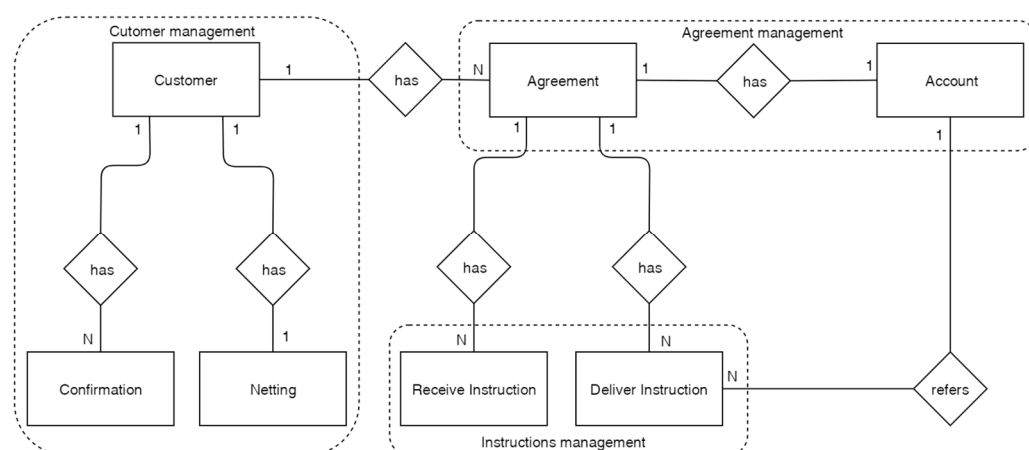 Cutomer management
Agreement management
Customer
1
has
N
Agreement
1
has
1
Account
1
1
1
1
1
has
has
has
has
N
1
N
N
Confirmation
Netting
Receive Instruction
Deliver Instruction
N
refers
Instructions management